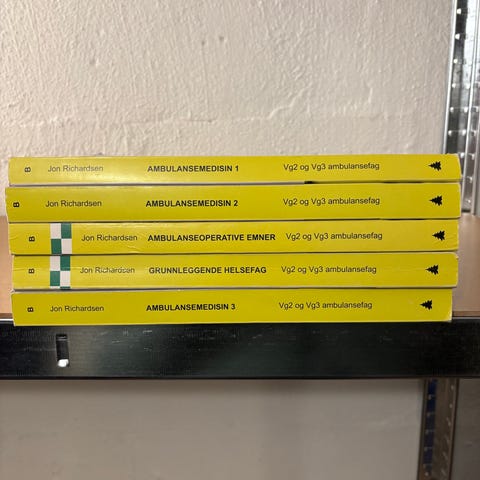 B Jon Richardsen AMBULANSEMEDISIN 1 Vg2 og Vg3 ambulansefag
B Jon Richardsen AMBULANSEMEDISIN 2 Vg2 og Vg3 ambulansefag
B Jon Richardsen AMBULANSEOPERATIVE EMNER Vg2 og Vg3 ambulansefag
B Jon Richardsen GRUNNLEGGENDE HELSEFAG Vg2 og Vg3 ambulansefag
B Jon Richardsen AMBULANSEMEDISIN 3 Vg2 og Vg3 ambulansefag